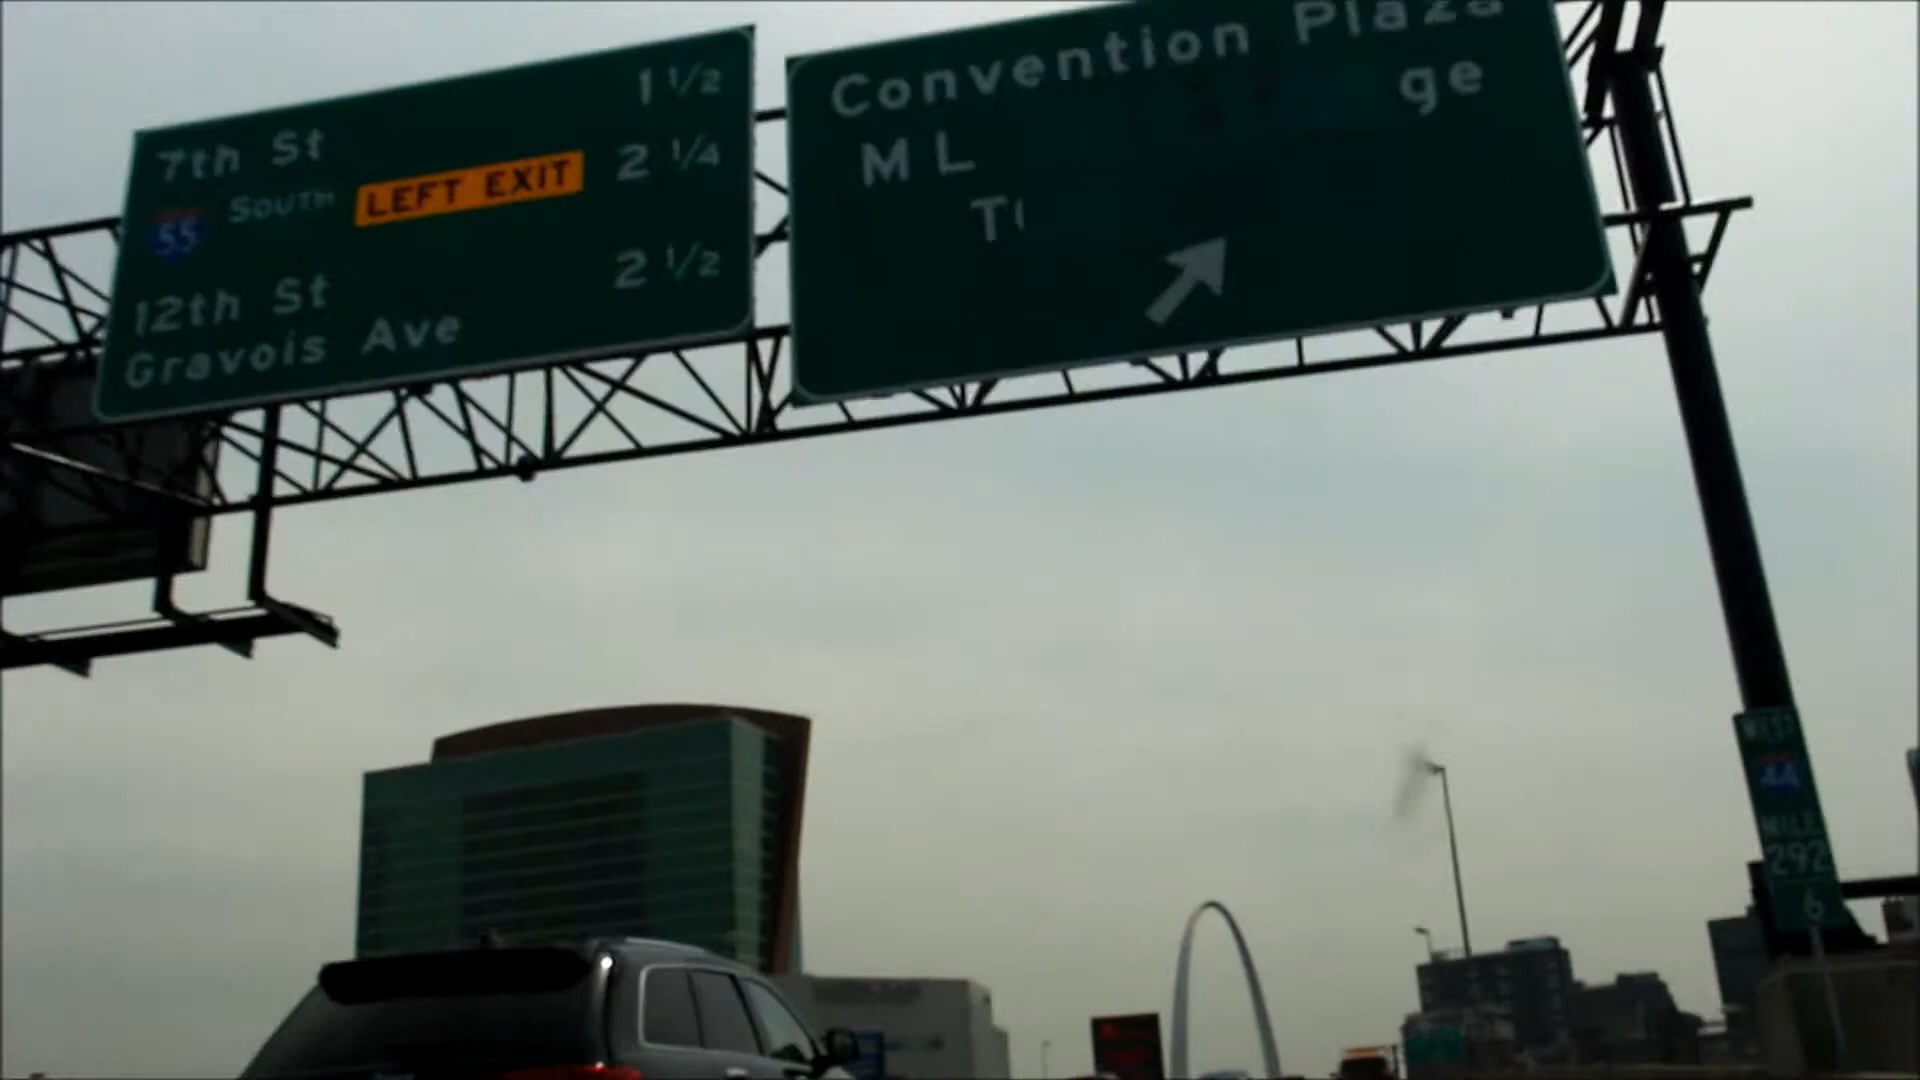 7th St 1 1/2
55 SOUTH LEFT EXIT 2 1/4
12th St 2 1/2
Gravois Ave
Convention Plaza
M L ge
T
WEST
44
MILE
292
6